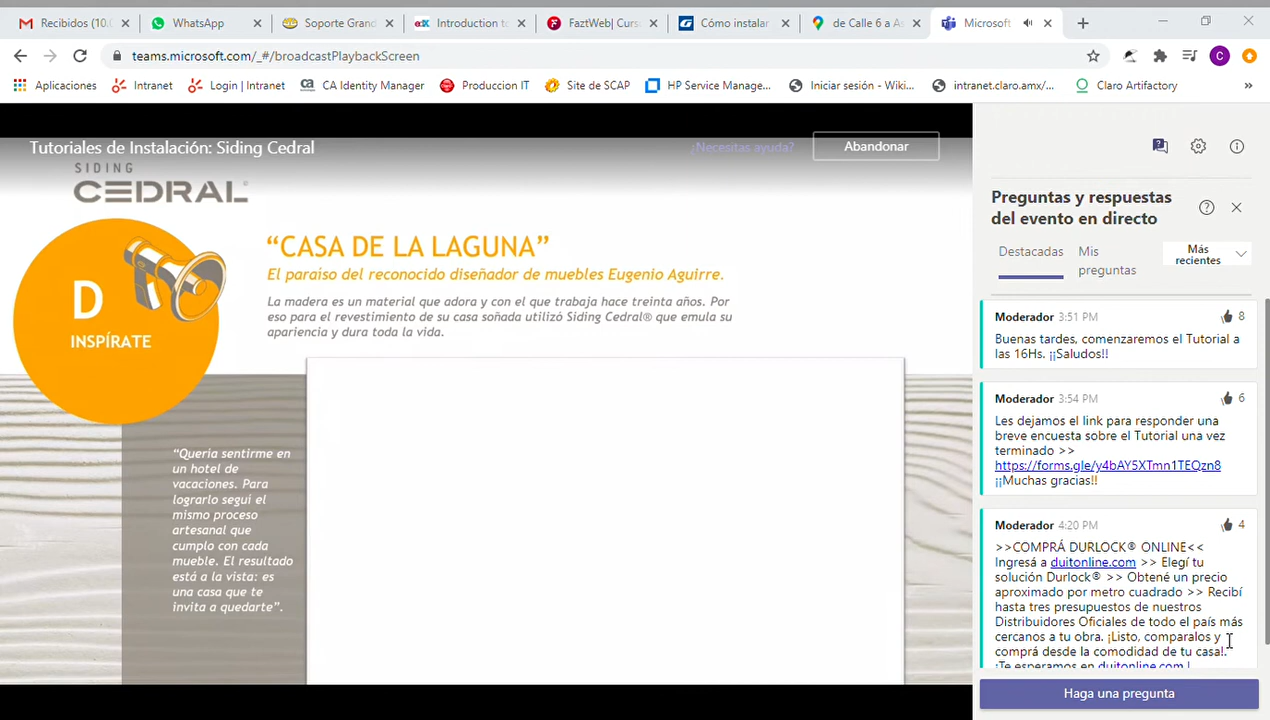 Recibidos (10.0
WhatsApp
Soporte Grand
Introduction to
FaztWeb| Cursa
Cómo instalar
de Calle 6 a As
Microsoft
teams.microsoft.com/_#/broadcastPlaybackScreen
C
Aplicaciones
Intranet
Login | Intranet
CA Identity Manager
Produccion IT
Site de SCAP
HP Service Manage...
Iniciar sesión - Wiki...
intranet.claro.amx/...
Claro Artifactory
»
Tutoriales de Instalación: Siding Cedral
¿Necesitas ayuda?
Abandonar
SIDING
CEDRAL®
D
INSPÍRATE
“CASA DE LA LAGUNA”
El paraíso del reconocido diseñador de muebles Eugenio Aguirre.
La madera es un material que adora y con el que trabaja hace treinta años. Por
eso para el revestimiento de su casa soñada utilizó Siding Cedral® que emula su
apariencia y dura toda la vida.
“Quería sentirme en
un hotel de
vacaciones. Para
lograrlo seguí el
mismo proceso
artesanal que
cumplo con cada
mueble. El resultado
está a la vista: es
una casa que te
invita a quedarte”.
Preguntas y respuestas
del evento en directo
Destacadas
Mis
preguntas
Más
recientes
Moderador 3:51 PM 8
Buenas tardes, comenzaremos el Tutorial a
las 16Hs. ¡¡Saludos!!
Moderador 3:54 PM 6
Les dejamos el link para responder una
breve encuesta sobre el Tutorial una vez
terminado >>
https://forms.gle/y4bAY5XTmn1TEQzn8
¡¡Muchas gracias!!
Moderador 4:20 PM 4
>>COMPRÁ DURLOCK® ONLINE<<
Ingresá a duitonline.com >> Elegí tu
solución Durlock® >> Obtené un precio
aproximado por metro cuadrado >> Recibí
hasta tres presupuestos de nuestros
Distribuidores Oficiales de todo el país más
cercanos a tu obra. ¡Listo, comparalos y
comprá desde la comodidad de tu casa!.
¡Te esperamos en duitonline.com |
Haga una pregunta